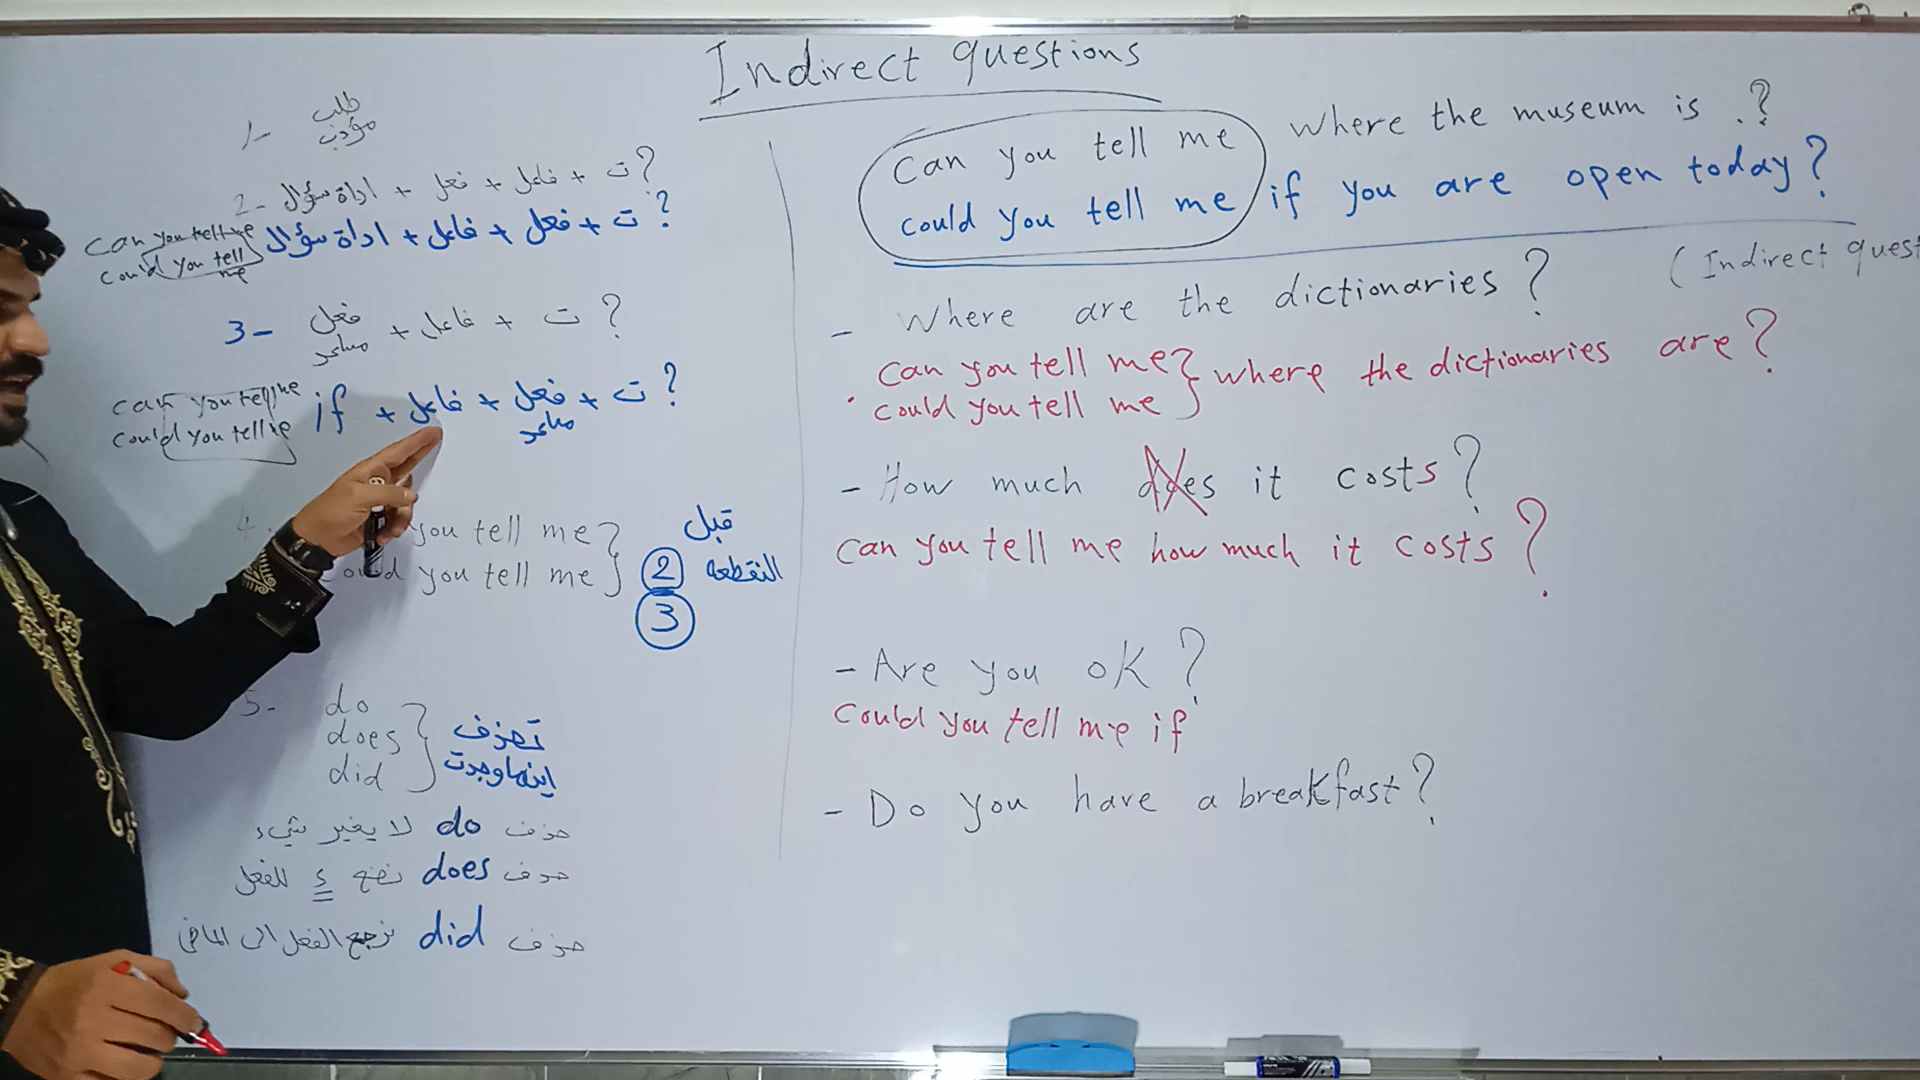 Indirect questions
1- طلب
مؤدب
2- اداة سؤال + فعل + فاعل + ت ?
can you tell me
could you tell me
اداة سؤال + فاعل + فعل + ت ?
3- فعل مساعد + فاعل + ت ?
can you tell me
could you tell me
if + فاعل + فعل مساعد + ت ?
4. you tell me
could you tell me
قبل
النقطه
2
3
5- do
does
did
تحذف
اينما وجدت
حذف do لا يغير شيء
حذف does نضع s للفعل
حذف did نرجع الفعل الى الماضي
Can you tell me where the museum is .?
Could you tell me if you are open today?
(Indirect quest
- Where are the dictionaries?
Can you tell me
Could you tell me
where the dictionaries are?
- How much does it costs?
Can you tell me how much it costs?
- Are you ok?
Could you tell me if
- Do you have a breakfast?